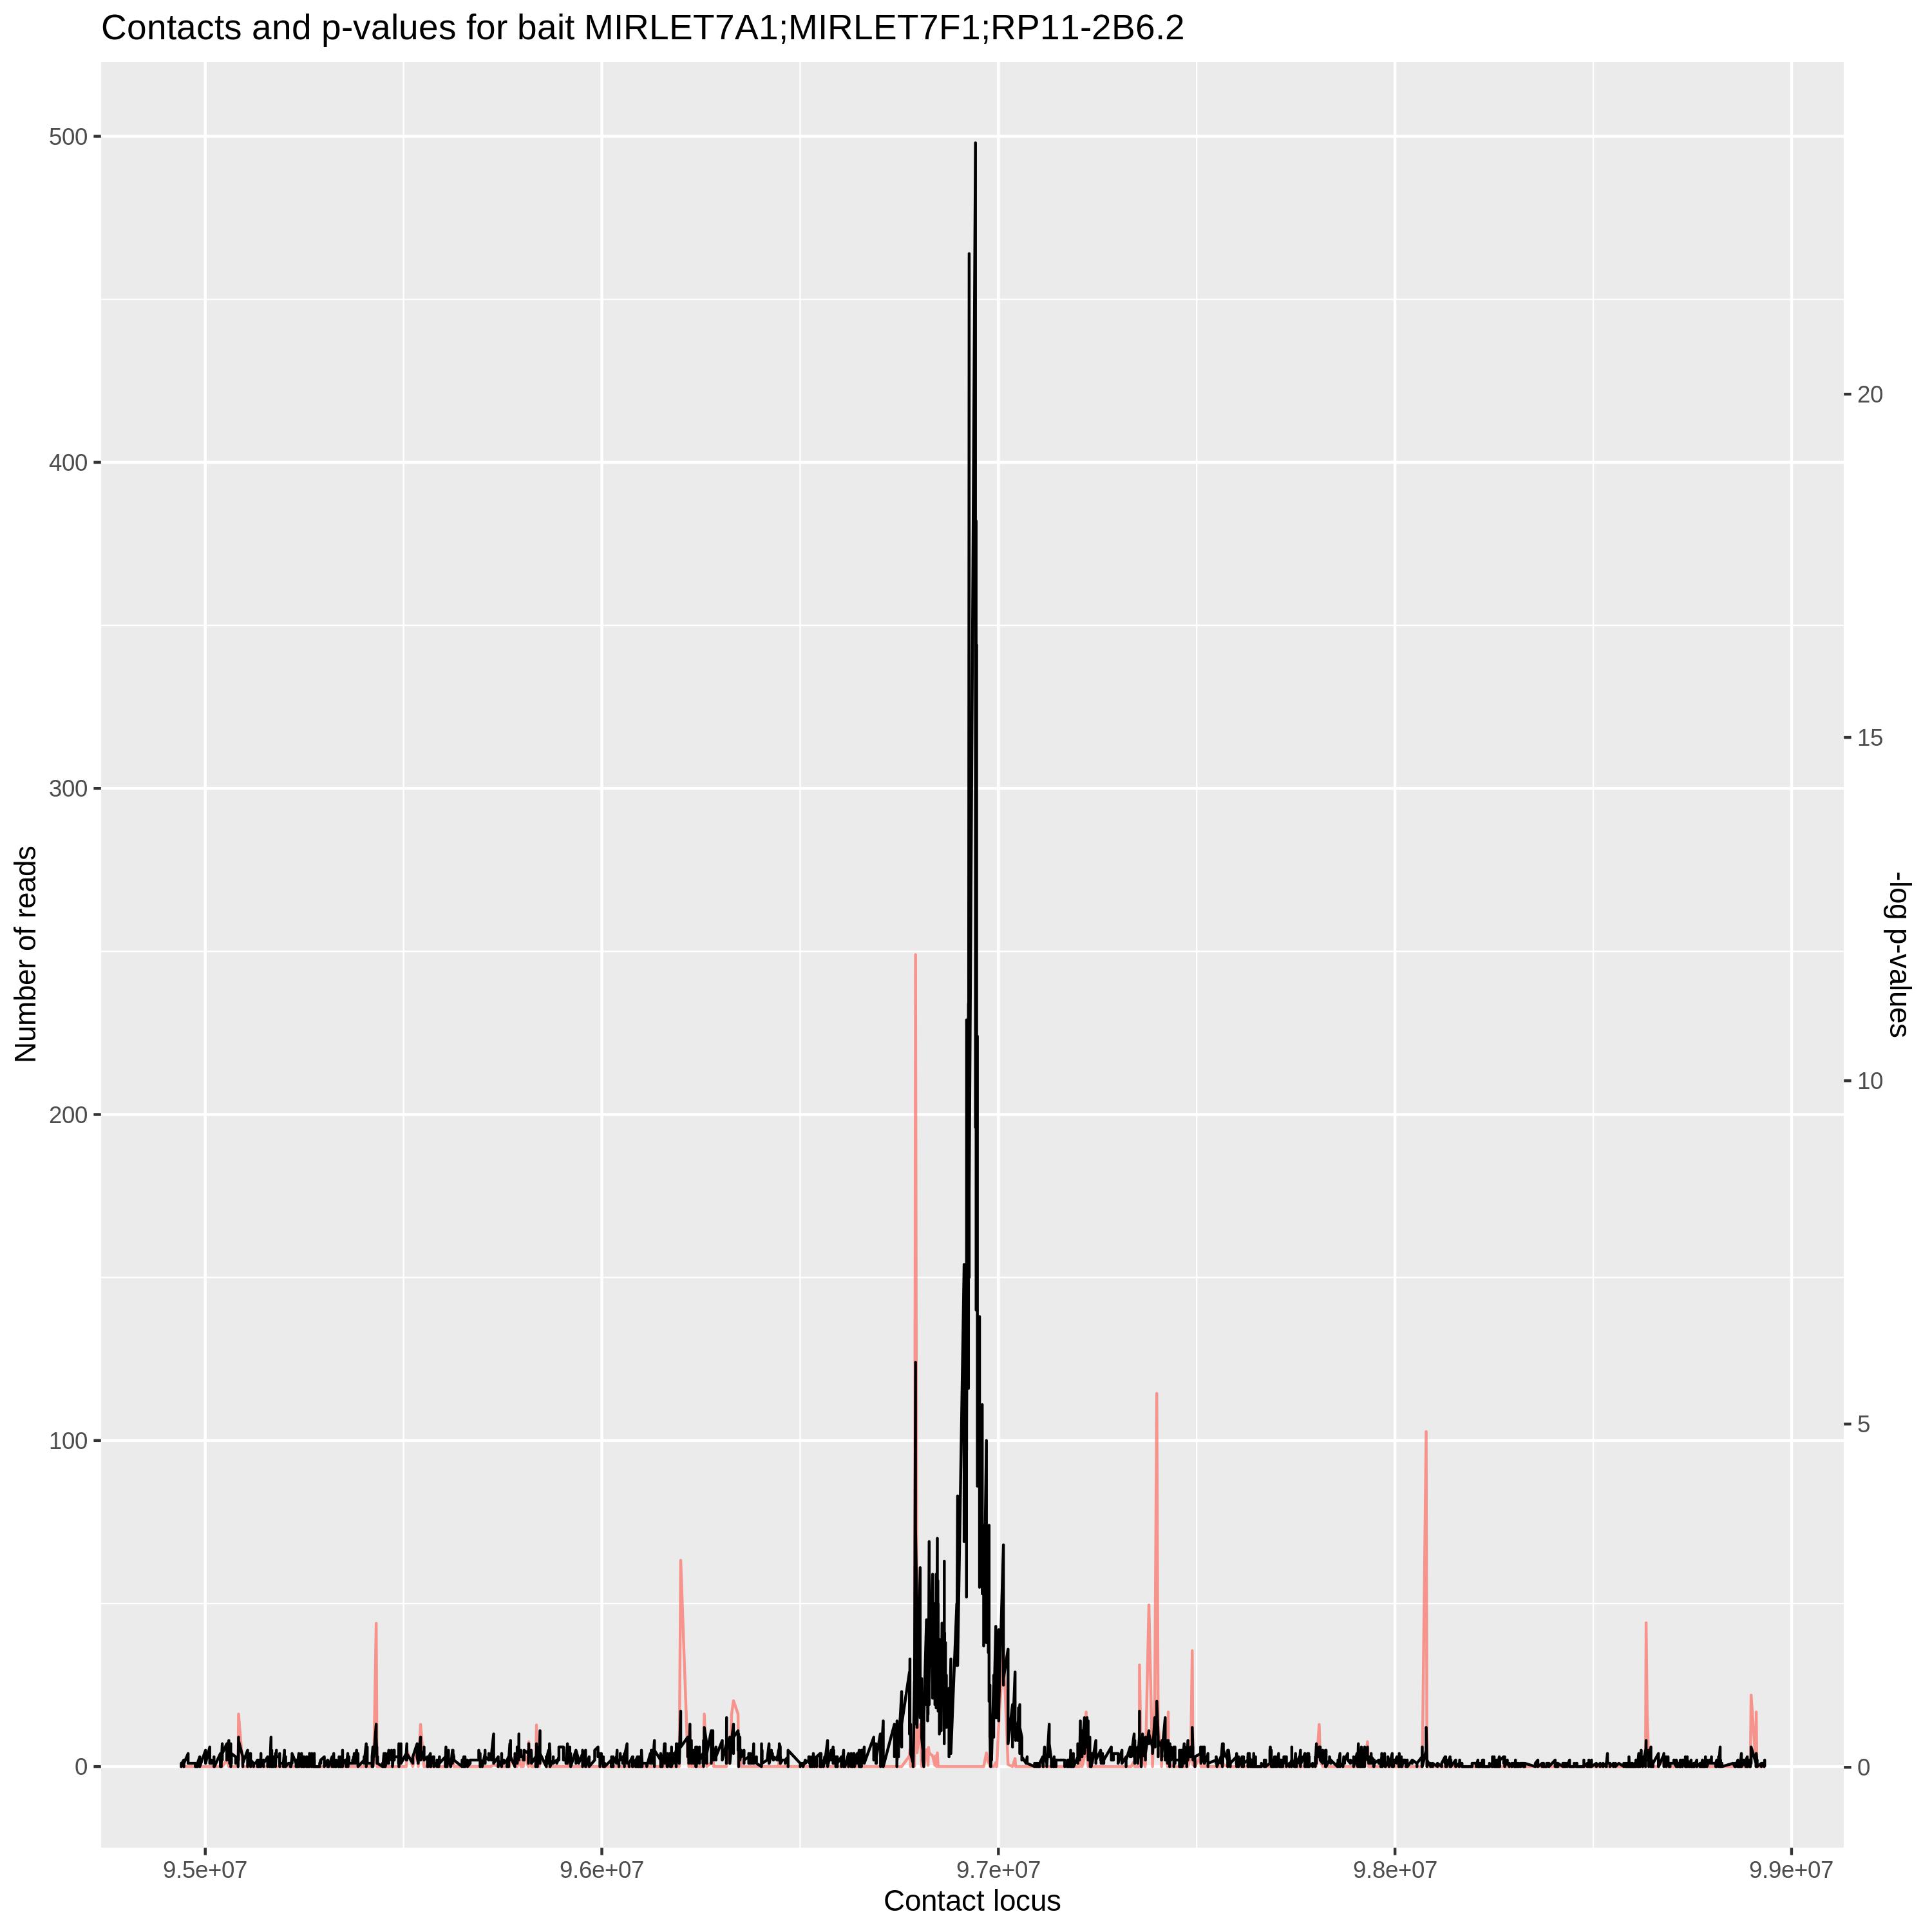 Contacts and p-values for bait MIRLET7A1;MIRLET7F1;RP11-2B6.2
500
400
300
200
100
0
Number of reads
20
15
10
5
0
-log p-values
9.5e+07 9.6e+07 9.7e+07 9.8e+07 9.9e+07
Contact locus